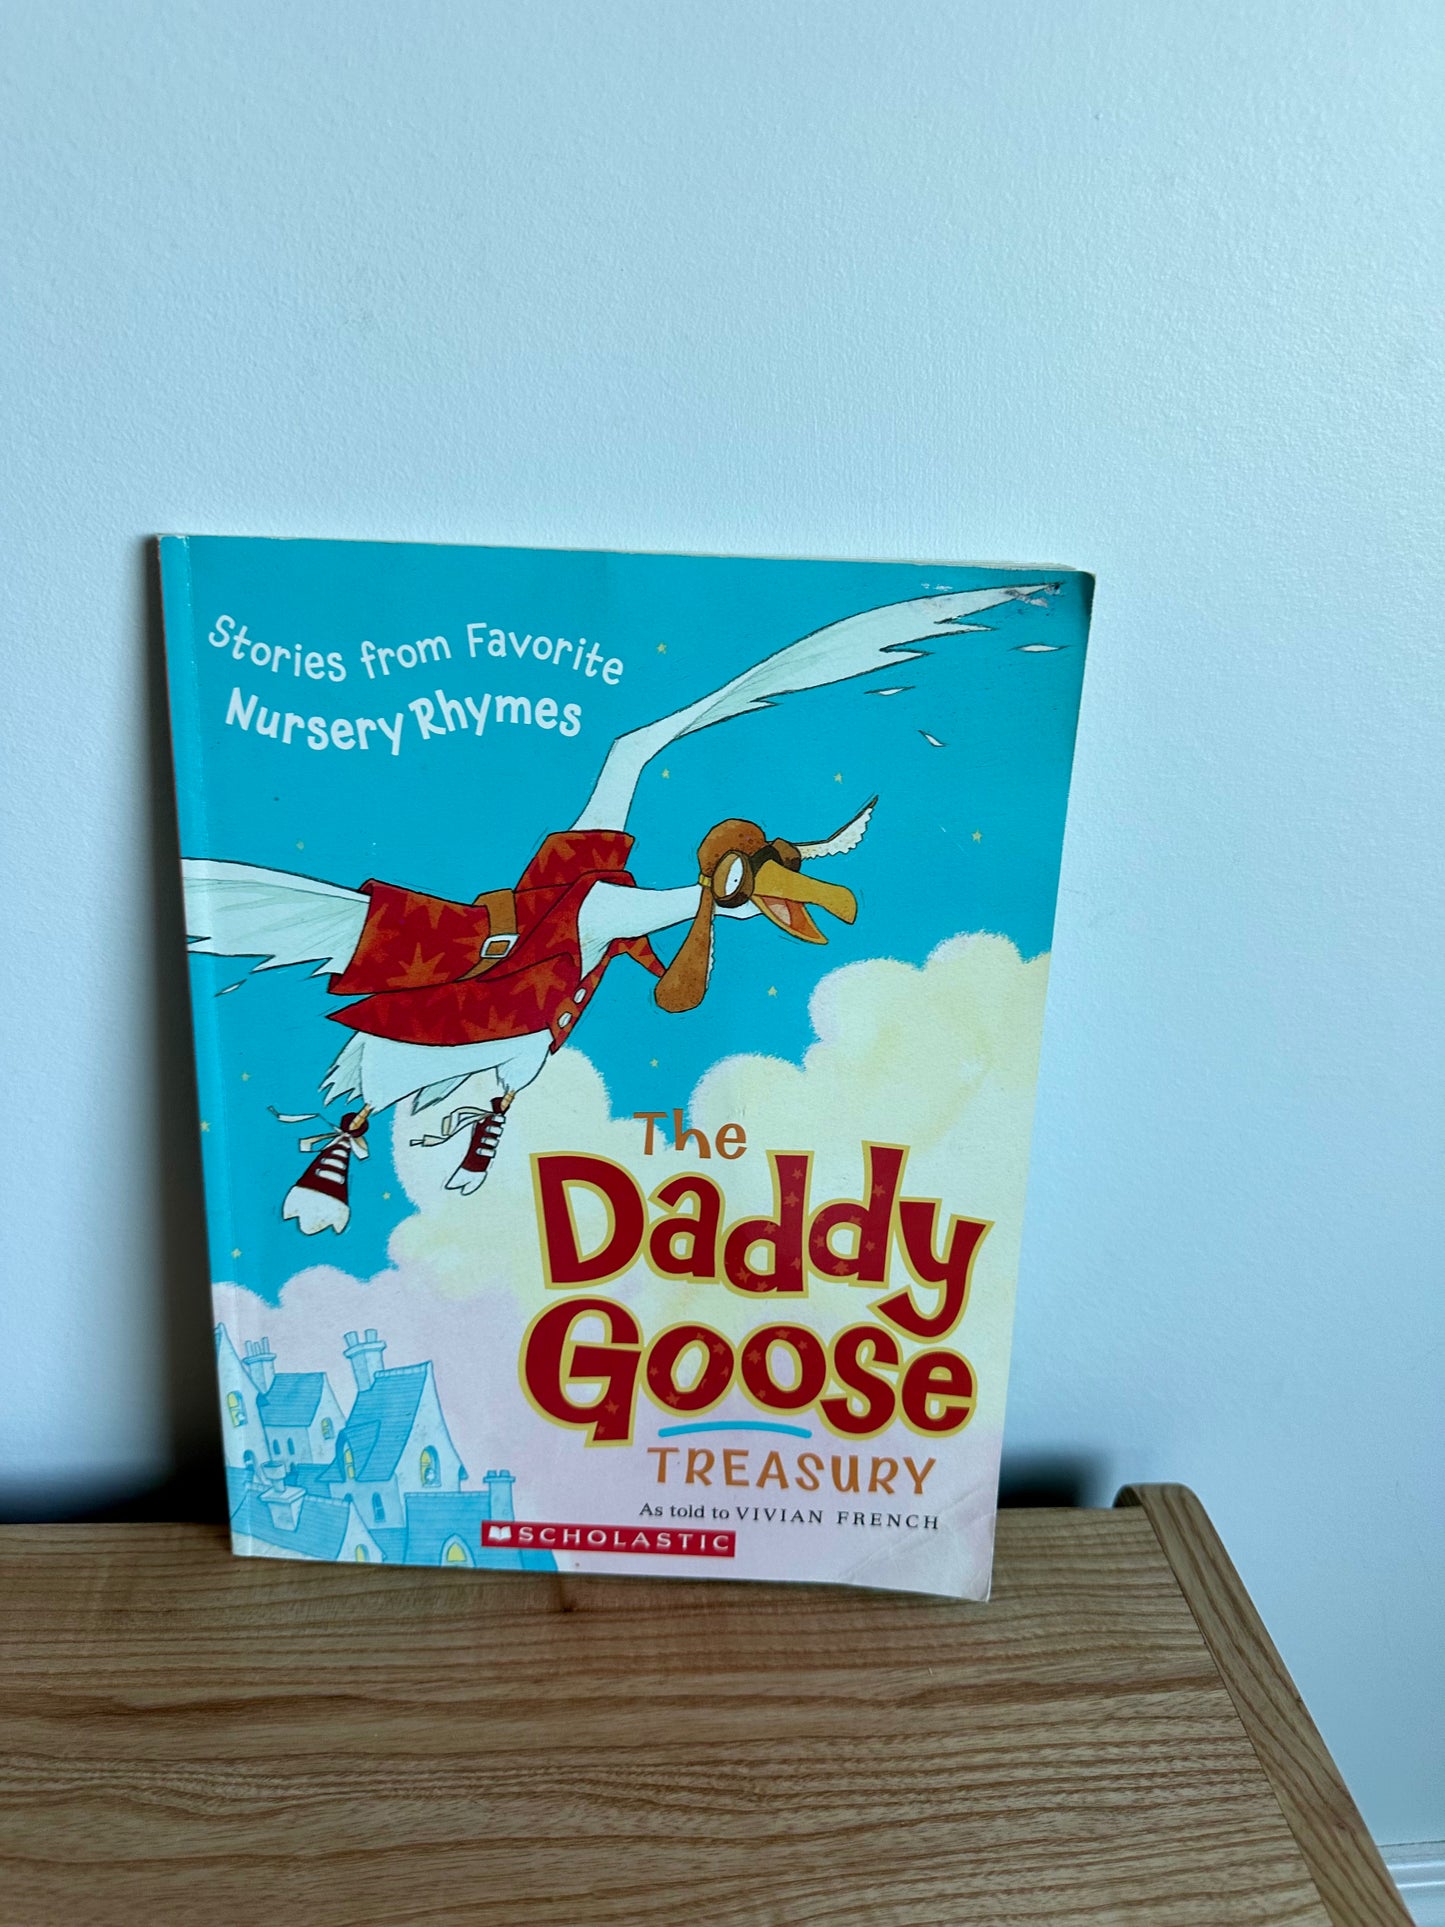 Stories from Favorite
Nursery Rhymes
The
Daddy
Goose
TREASURY
As told to VIVIAN FRENCH
SCHOLASTIC